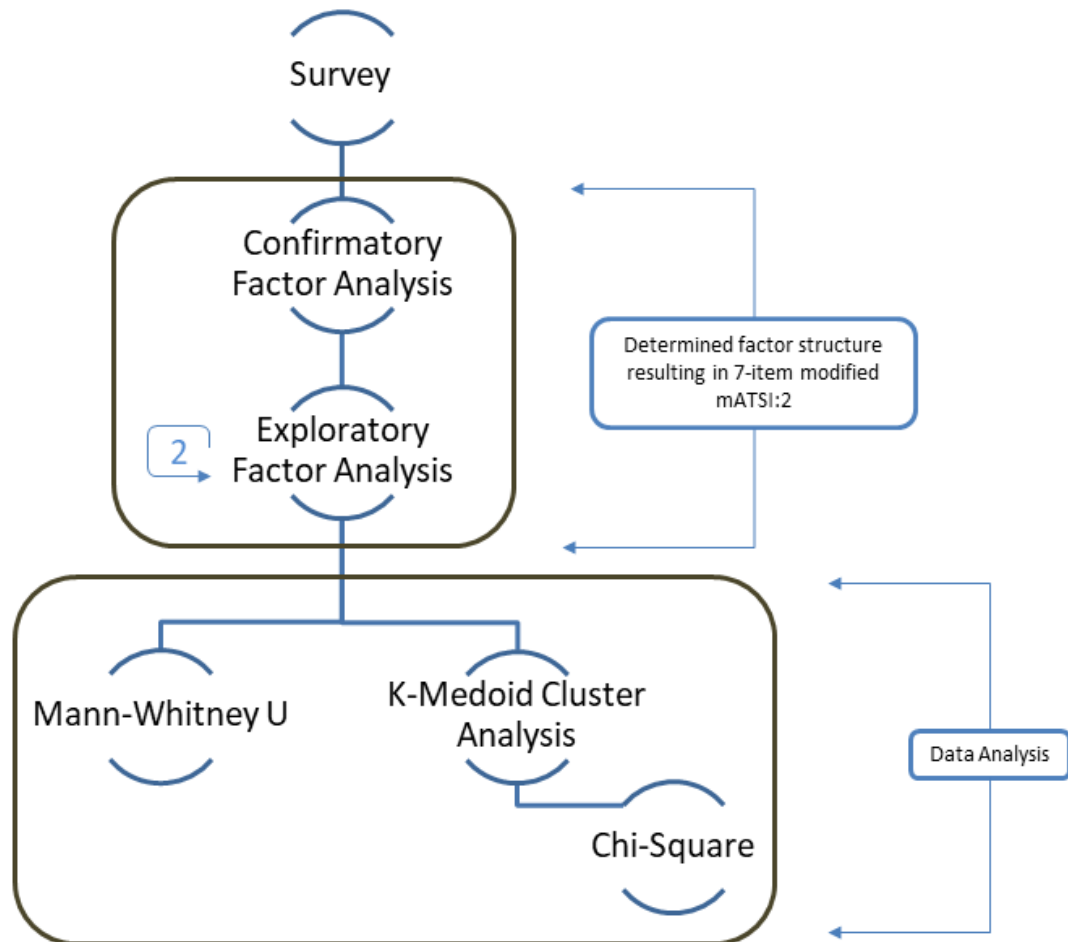 Survey
Confirmatory
Factor Analysis
Determined factor structure
resulting in 7-item modified
mATSI:2
2
Exploratory
Factor Analysis
Mann-Whitney U
K-Medoid Cluster
Analysis
Data Analysis
Chi-Square